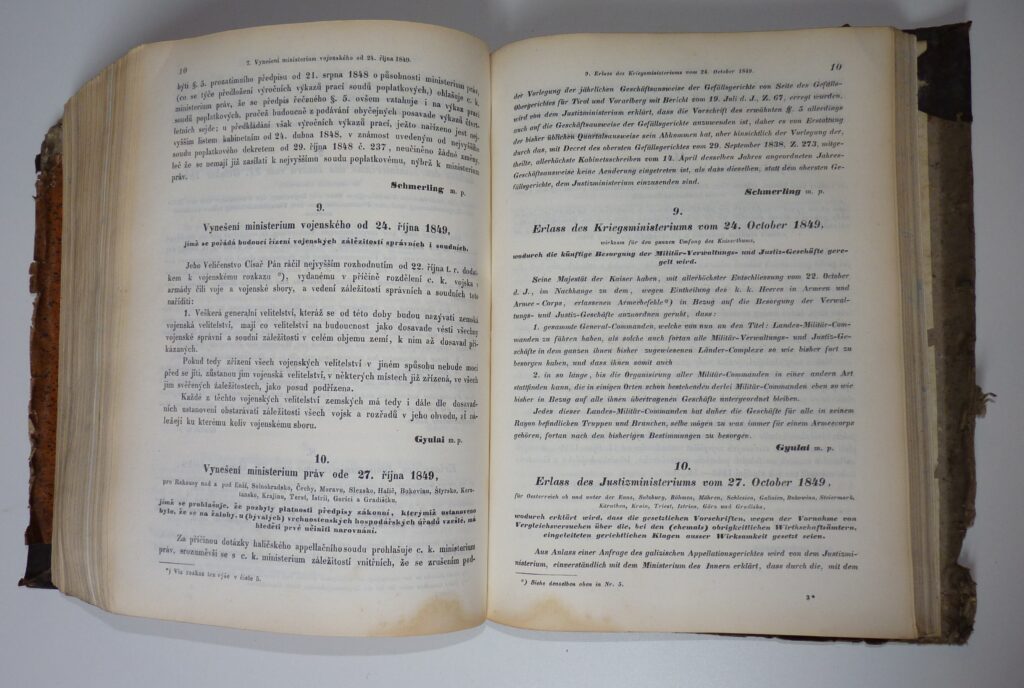 10
7. Vynešení ministerium vojenského od 24. října 1849.
býti §. 5. prozatimního předpisu od 21. srpna 1848 o působnosti ministerium práv,
(co se týče předložení výročních výkazů prací soudů poplatkových,) ohlašuje c. k.
ministerium práv, že se předpis řečeného §. 5. ovšem vztahuje i na výkaz prací
soudů poplatkových, pročež budoucně z podávání obyčejných posavade výkazů čtvrt-
letních sejde; u předkládání však výročních výkazů prací, ježto nařízeno jest nej-
vyšším listem kabinetním od 24. dubna 1848, v známost uvedeným od nejvyššího
soudu poplatkového dekretem od 29. října 1848 č. 237, neučiněno žádné změny,
leč že se nemají již zasílati k nejvyššímu soudu poplatkovému, nýbrž k ministerium
práv.
Schmerling m. p.
9.
Vynešení ministerium vojenského od 24. října 1849,
jímž se pořádá budoucí řízení vojenských záležitostí správních i soudních.
Jeho Veličenstvo Císař Pán ráčil nejvyšším rozhodnutím od 22. října t. r. dodat-
kem k vojenskému rozkazu *), vydanému v příčině rozdělení c. k. vojska v
armády čili voje a vojenské sbory, a vedení záležitostí správních a soudních toto
naříditi:
1. Veškerá generalní velitelství, kteráž se od této doby budou nazývati zemská
vojenská velitelství, mají co velitelství na budoucnost jako dosavade vésti všechny
vojenské správní a soudní záležitosti v celém objemu zemí, k nim až dosavad při-
kázaných.
Pokud tedy zřízení všech vojenských velitelství v jiném spůsobu nebude moci
před se jíti, zůstanou jim vojenská velitelství, v některých místech již zřízená, ve všech
jim svěřených žaležitostech, jako posud podřízena.
Každé z těchto vojenských velitelství zemských má tedy i dále dle dosavad-
ních ustanovení obstarávati záležitosti všech vojsk a rozřadů v jeho obvodu, ať ná-
ležejí ku kterému koliv vojenskému sboru.
Gyulai m. p.
10.
Vynešení ministerium práv ode 27. října 1849,
pro Rakousy nad a pod Enží, Solnohradsko, Čechy, Moravu, Slezsko, Halič, Bukovinu, Štyrsko, Koru-
tansko, Krajinu, Terst, Istrii, Gorici a Gradišku.
jímž se prohlašuje, že pozbyly platnosti předpisy zákonní, kterýmiž ustanoveno
bylo, že se na žaloby, u (bývalých) vrchnostenských hospodářských úřadů vzešlé, má
hleděti prvé učiniti narovnání.
Za příčinou dotázky haličského appellačního soudu prohlašuje c. k. ministerium
práv, srozuměvši se s c. k. ministerium záležitostí vnitřních, že se zrušením pod-
*) Viz rozkaz ten výše v čísle 5.
9. Erlass des Kriegsministeriums vom 24. October 1849.
10
der Vorlegung der jährlichen Geschäftsausweise der Gefällsgerichte von Seite des Gefälls-
Obergerichtes für Tirol und Vorarlberg mit Bericht vom 19. Juli d. J., Z. 67, erregt wurden,
wird von dem Justizministerium erklärt, dass die Vorschrift des erwähnten §. 5 allerdings
auch auf die Geschäftsausweise der Gefällsgerichte anzuwenden ist, daher es von Erstattung
der bisher üblichen Quartalsausweise sein Abkommen hat, aber hinsichtlich der Vorlegung, der
durch das, mit Decret des obersten Gefällsgerichtes vom 29. September 1838, Z. 273, mitge-
theilte, allerhöchste Kabinetsschreiben vom 14. April desselben Jahres angeordneten Jahres-
Geschäftsausweise keine Aenderung eingetreten ist, als dass dieselben, statt dem obersten Ge-
fällsgerichte, dem Justizministerium einzusenden sind.
Schmerling m. p.
9.
Erlass des Kriegsministeriums vom 24. October 1849,
wirksam für den ganzen Umfang des Kaiserthums,
wodurch die künftige Besorgung der Militär-Verwaltungs- und Justiz-Geschäfte gere-
gelt wird.
Seine Majestät der Kaiser haben, mit allerhöchster Entschliessung vom 22. October
d. J., im Nachhange zu dem, wegen Eintheilung des k. k. Heeres in Armeen und
Armee-Corps, erlassenen Armeebefehle*) in Bezug auf die Besorgung der Verwal-
tungs- und Justiz-Geschäfte anzuordnen geruht, dass:
1. gesammte General-Commanden, welche von nun an den Titel: Landes-Militär-Com-
manden zu führen haben, als solche auch fortan alle Militär-Verwaltungs- und Justiz-Ge-
schäfte in dem ganzen ihnen bisher zugewiesenen Länder-Complexe so wie bisher fort zu
besorgen haben, und dass ihnen somit auch
2. in so lange, bis die Organisirung aller Militär-Commanden in einer andern Art
stattfinden kann, die in einigen Orten schon bestehenden derlei Militär-Commanden eben so wie
bisher in Bezug auf alle ihnen übertragenen Geschäfte untergeordnet bleiben.
Jedes dieser Landes-Militär-Commanden hat daher die Geschäfte für alle in seinem
Rayon befindlichen Truppen und Branchen, selbe mögen zu was immer für einem Armeecorps
gehören, fortan nach den bisherigen Bestimmungen zu besorgen.
Gyulai m. p.
10.
Erlass des Justizministeriums vom 27. October 1849,
für Oesterreich ob und unter der Enns, Salzburg, Böhmen, Mähren, Schlesien, Galizien, Bukowina, Steiermark,
Kärnthen, Krain, Triest, Istrien, Görz und Gradiska,
wodurch erklärt wird, dass die gesetzlichen Vorschriften, wegen der Vornahme von
Vergleichsversuchen über die, bei den (ehemals) obrigkeitlichen Wirthschaftsämtern,
eingeleiteten gerichtlichen Klagen ausser Wirksamkeit gesetzt seien.
Aus Anlass einer Anfrage des galizischen Appellationsgerichtes wird von dem Justizmi-
nisterium, einverständlich mit dem Ministerium des Innern erklärt, dass durch die, mit dem
*) Siehe denselben oben in Nr. 5.
3*